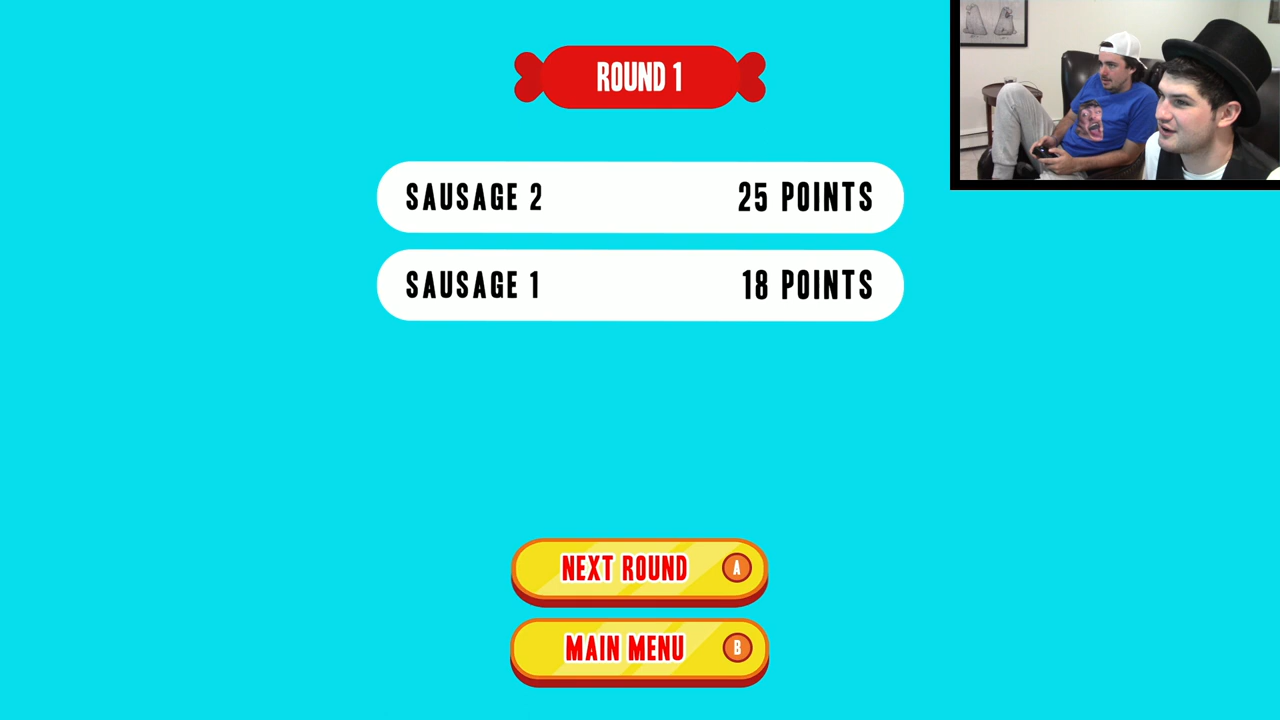 ROUND 1
SAUSAGE 2 25 POINTS
SAUSAGE 1 18 POINTS
NEXT ROUND A
MAIN MENU B